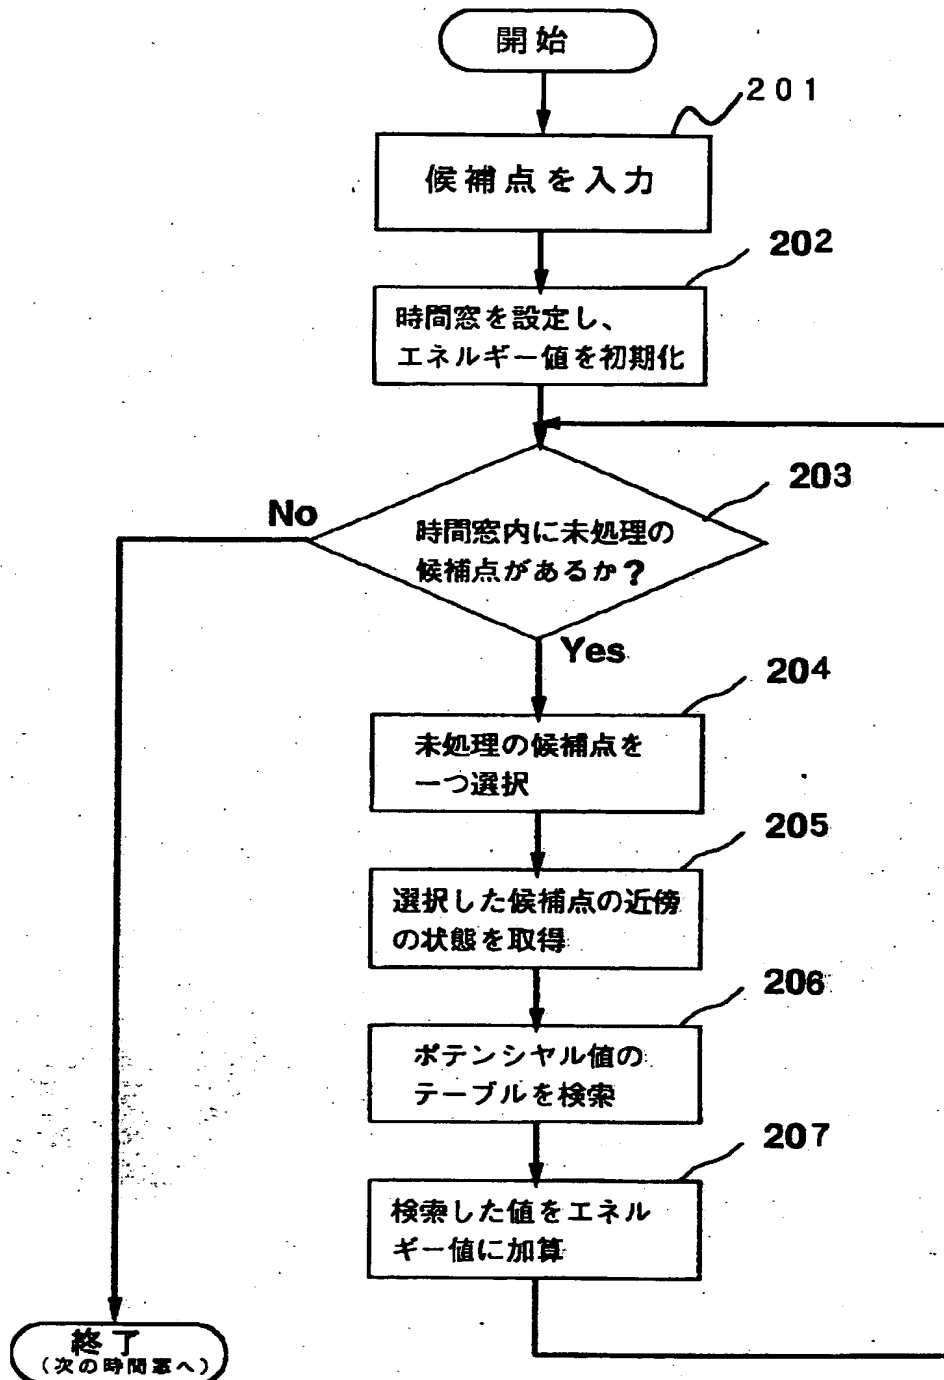 開始
201
候補点を入力
202
時間窓を設定し、
エネルギー値を初期化
203
No
時間窓内に未処理の
候補点があるか？
Yes
204
未処理の候補点を
一つ選択
205
選択した候補点の近傍
の状態を取得
206
ポテンシャル値の
テーブルを検索
207
検索した値をエネル
ギー値に加算
終了
（次の時間窓へ）